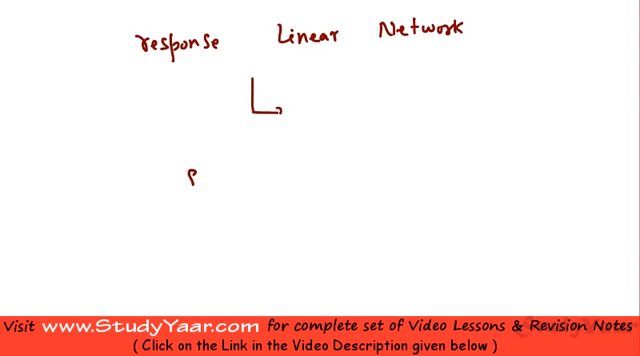 response Linear Network
Visit www.StudyYaar.com for complete set of Video Lessons & Revision Notes
( Click on the Link in the Video Description given below )